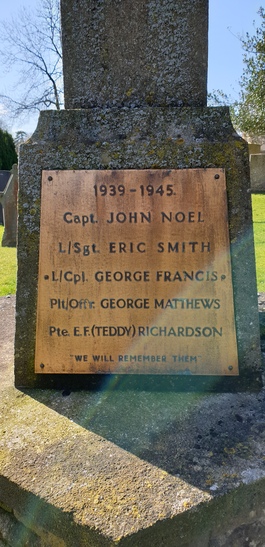 1939 - 1945.
Capt. JOHN NOEL
L/Sgt. ERIC SMITH
L/Cpl. GEORGE FRANCIS
Plt/Offr. GEORGE MATTHEWS
Pte. E.F.(TEDDY) RICHARDSON
"WE WILL REMEMBER THEM"